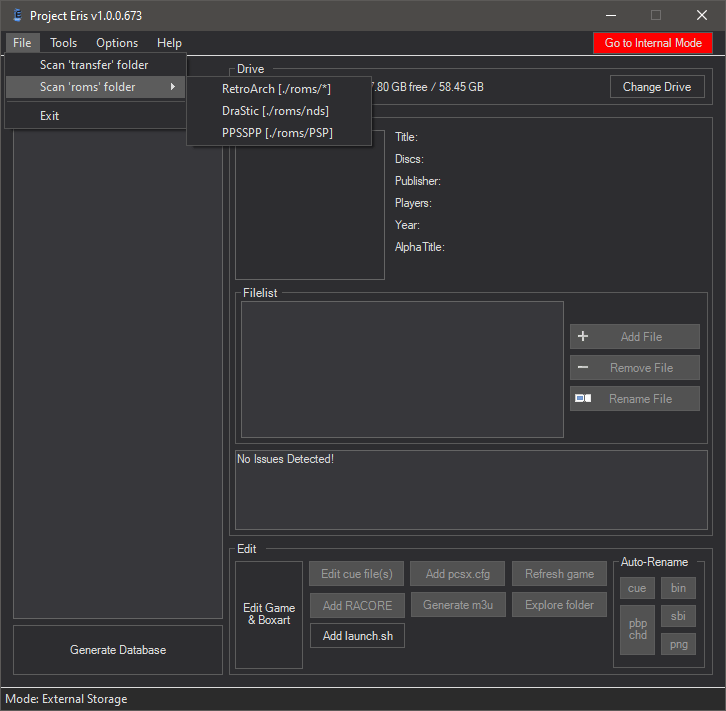 Project Eris v1.0.0.673
File Tools Options Help
Go to Internal Mode
Scan 'transfer' folder
Scan 'roms' folder
Exit
RetroArch [./roms/*]
DraStic [./roms/nds]
PPSSPP [./roms/PSP]
Drive
7.80 GB free / 58.45 GB
Change Drive
Title:
Discs:
Publisher:
Players:
Year:
AlphaTitle:
Filelist
Add File
Remove File
Rename File
No Issues Detected!
Edit
Edit Game
& Boxart
Edit cue file(s)
Add pcsx.cfg
Refresh game
Add RACORE
Generate m3u
Explore folder
Add launch.sh
Auto-Rename
cue
bin
pbp
chd
sbi
png
Generate Database
Mode: External Storage